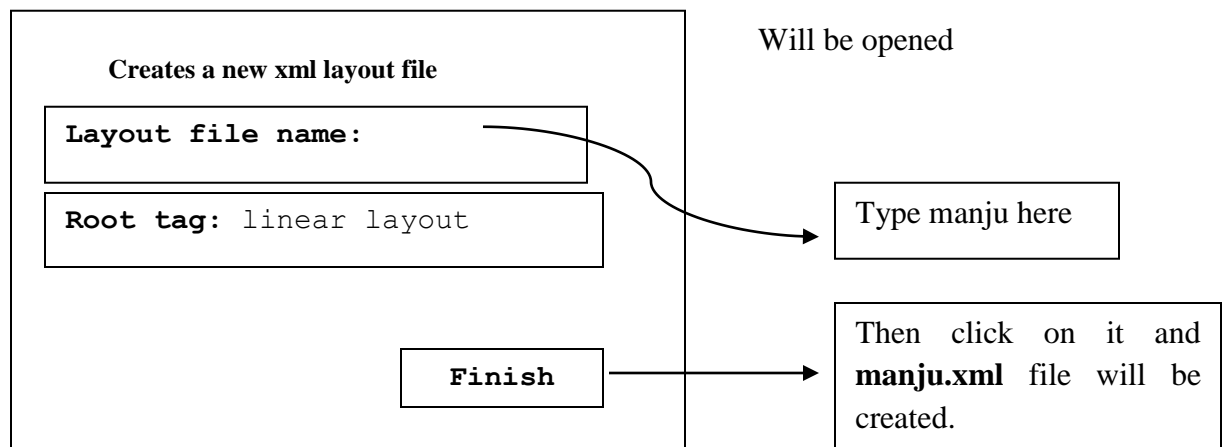 Will be opened
Creates a new xml layout file
Layout file name:
Root tag: linear layout
Type manju here
Finish
Then click on it and
manju.xml file will be
created.